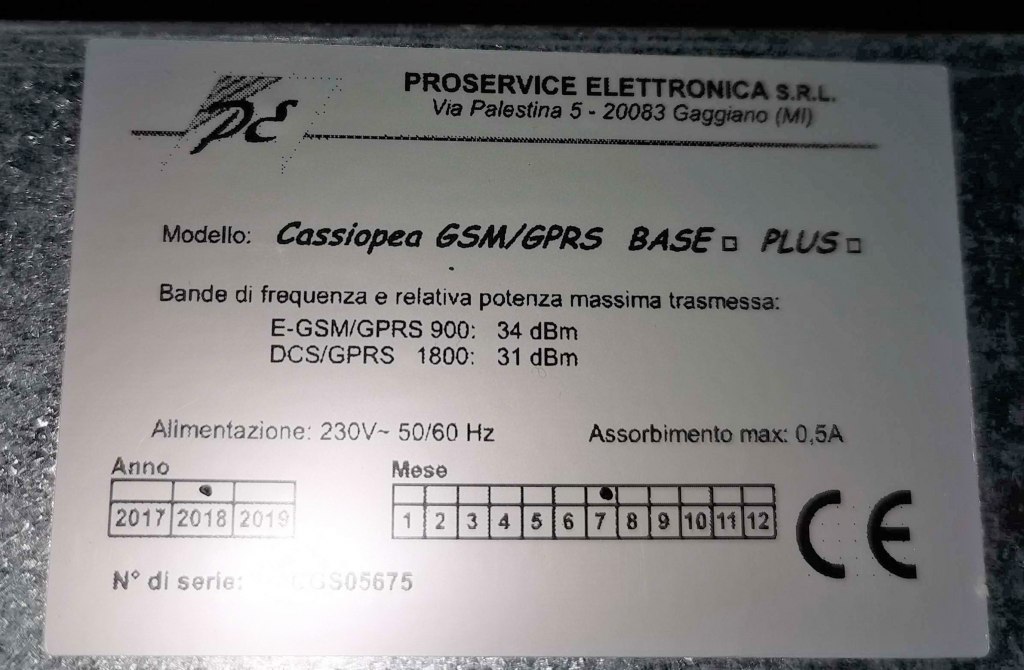 PROSERVICE ELETTRONICA S.R.L.
Via Palestina 5 - 20083 Gaggiano (MI)
Modello: Cassiopea GSM/GPRS BASE PLUS
Bande di frequenza e relativa potenza massima trasmessa:
E-GSM/GPRS 900: 34 dBm
DCS/GPRS 1800: 31 dBm
Alimentazione: 230V~ 50/60 Hz Assorbimento max: 0,5A
Anno Mese
2017 2018 2019 1 2 3 4 5 6 7 8 9 10 11 12
CE
N° di serie: